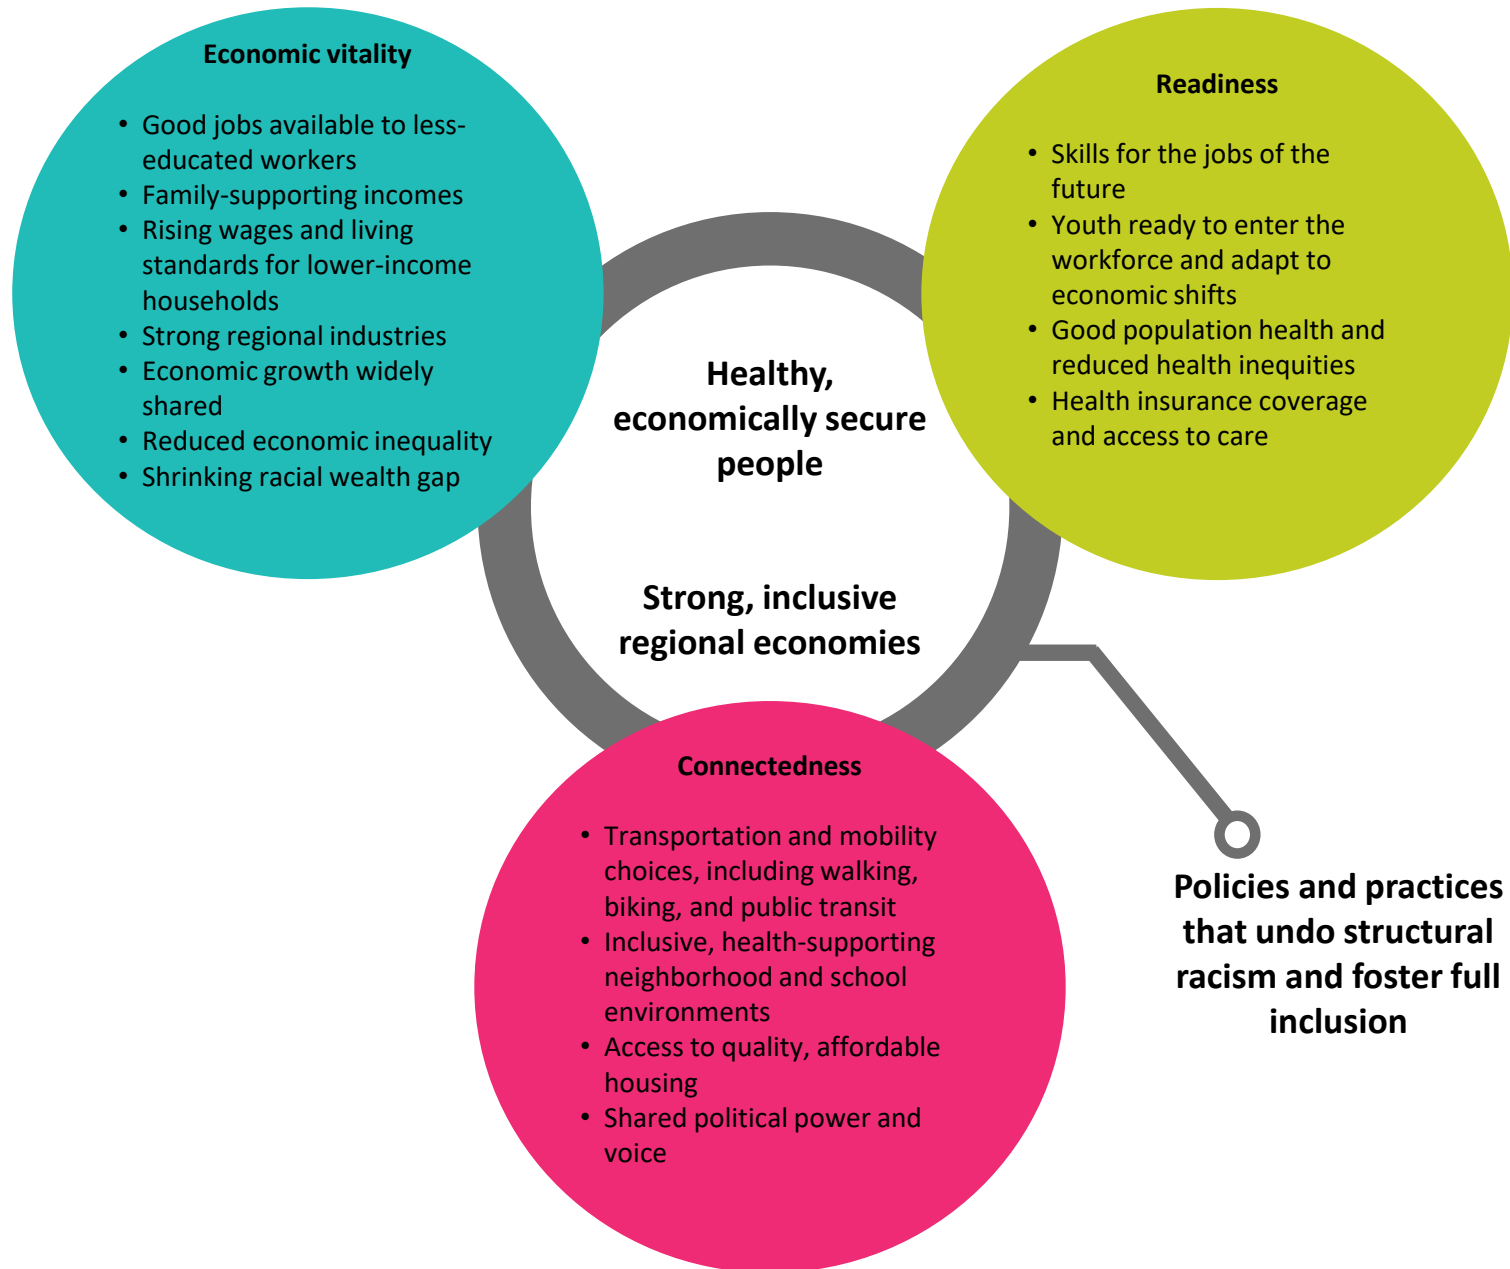 Economic vitality
• Good jobs available to less-
educated workers
• Family-supporting incomes
• Rising wages and living
standards for lower-income
households
• Strong regional industries
• Economic growth widely
shared
• Reduced economic inequality
• Shrinking racial wealth gap
Readiness
• Skills for the jobs of the
future
• Youth ready to enter the
workforce and adapt to
economic shifts
• Good population health and
reduced health inequities
• Health insurance coverage
and access to care
Healthy,
economically secure
people
Strong, inclusive
regional economies
Connectedness
• Transportation and mobility
choices, including walking,
biking, and public transit
• Inclusive, health-supporting
neighborhood and school
environments
• Access to quality, affordable
housing
• Shared political power and
voice
Policies and practices
that undo structural
racism and foster full
inclusion